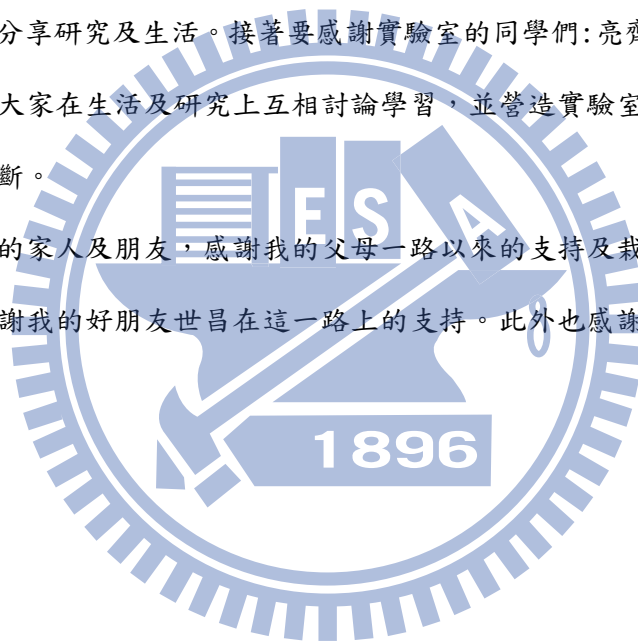 分享研究及生活。接著要感謝實驗室的同學們:亮齊
大家在生活及研究上互相討論學習，並營造實驗室
斷。
的家人及朋友，感謝我的父母一路以來的支持及栽
謝我的好朋友世昌在這一路上的支持。此外也感謝
E S A
1896